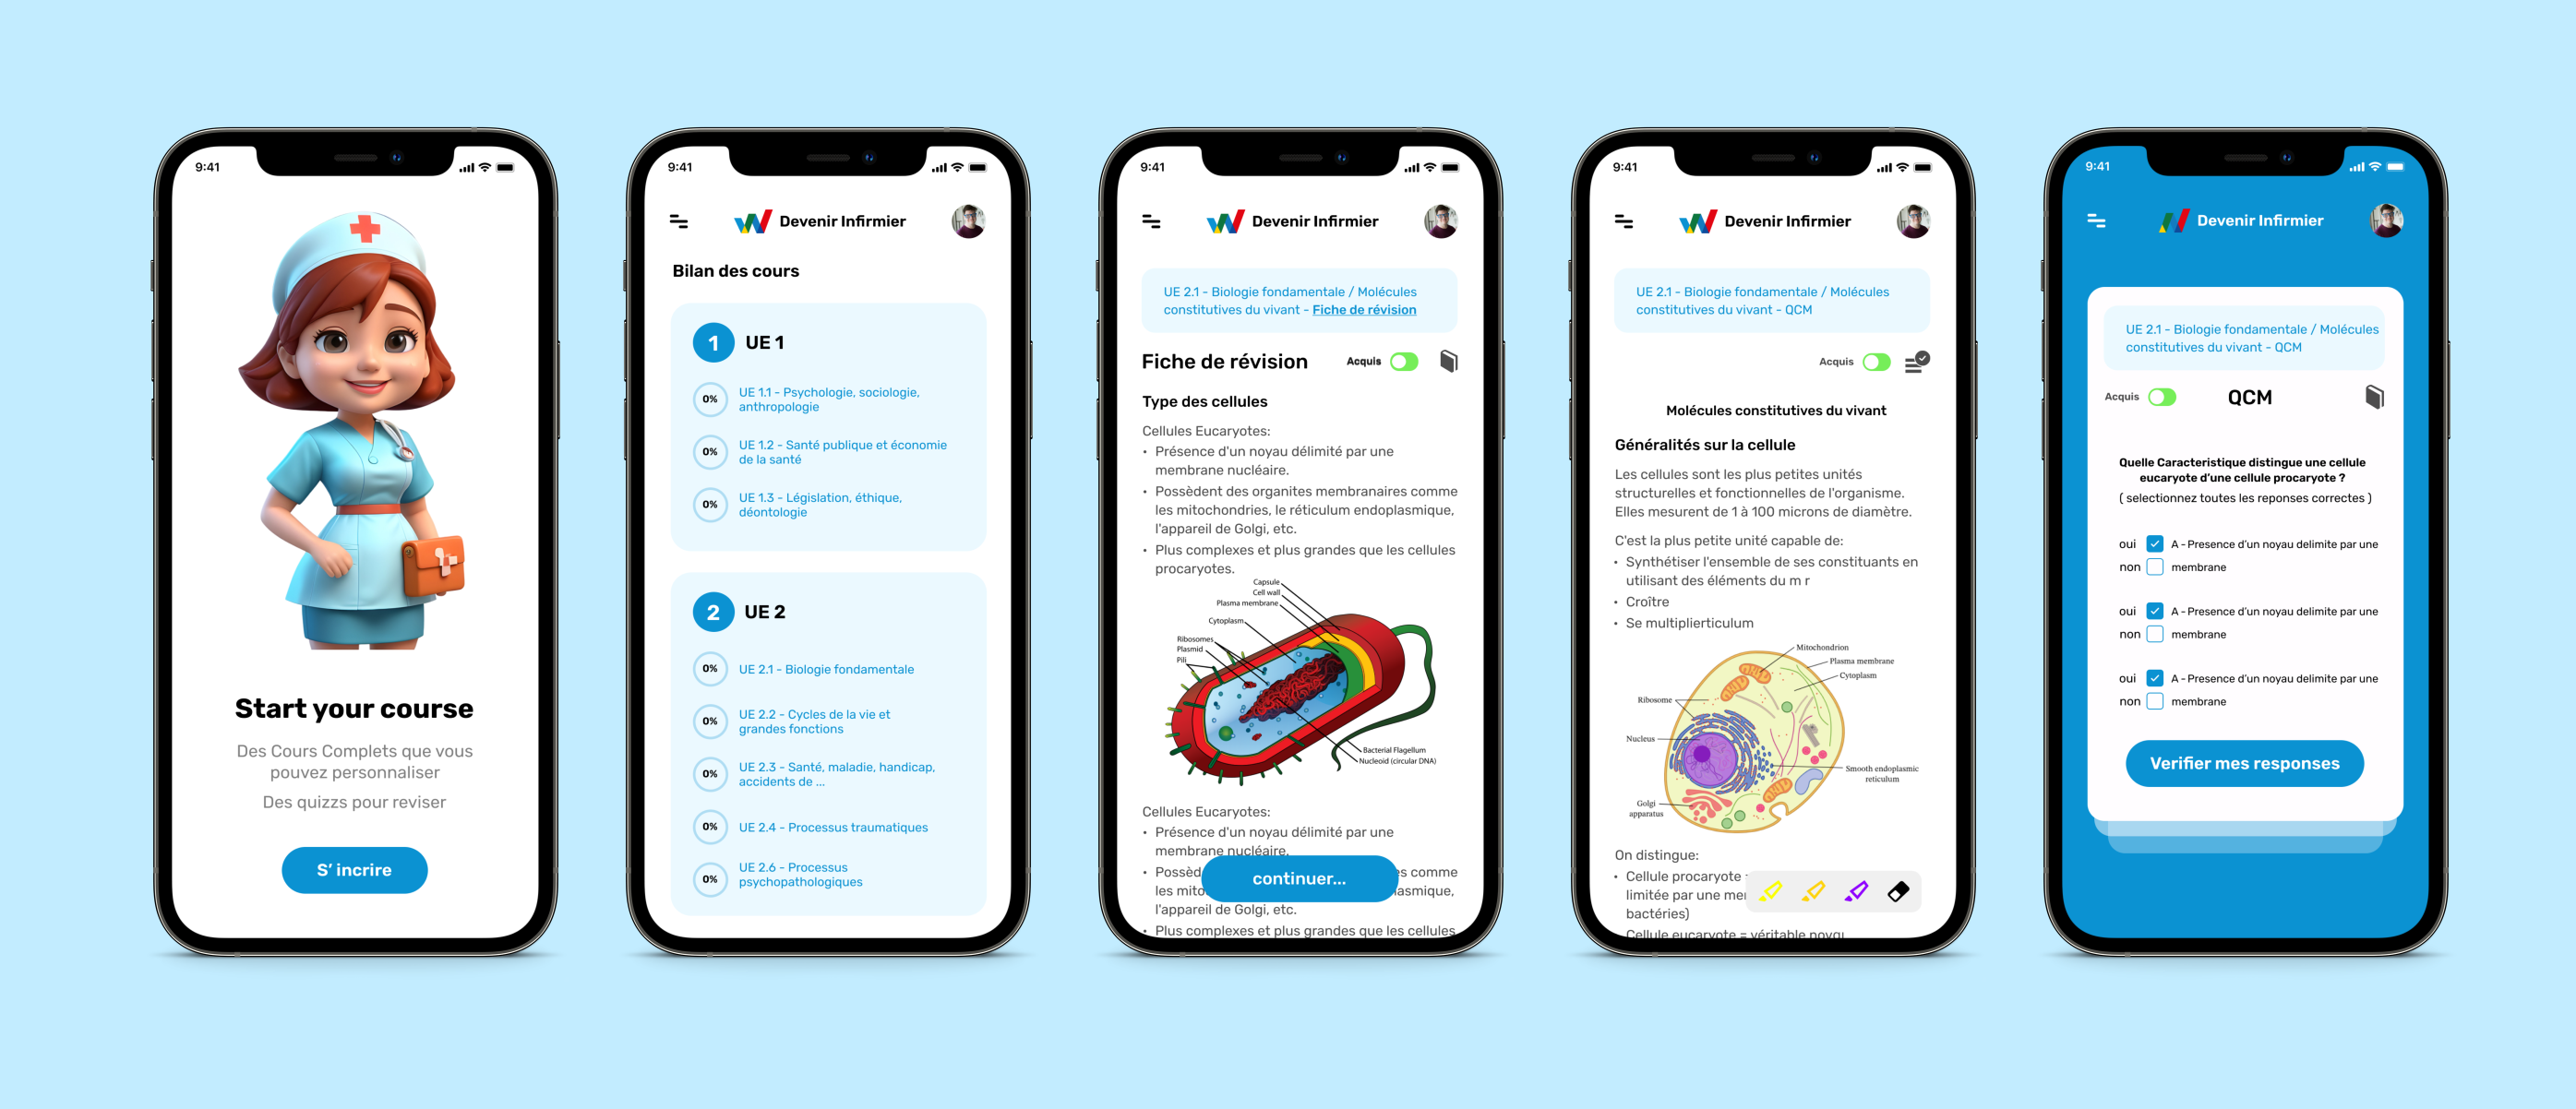 9:41
Start your course
Des Cours Complets que vous
pouvez personnaliser
Des quizzs pour reviser
S' incrire
9:41
Devenir Infirmier
Bilan des cours
1 UE 1
0% UE 1.1 - Psychologie, sociologie,
anthropologie
0% UE 1.2 - Santé publique et économie
de la santé
0% UE 1.3 - Législation, éthique,
déontologie
2 UE 2
0% UE 2.1 - Biologie fondamentale
0% UE 2.2 - Cycles de la vie et
grandes fonctions
0% UE 2.3 - Santé, maladie, handicap,
accidents de ...
0% UE 2.4 - Processus traumatiques
0% UE 2.6 - Processus
psychopathologiques
9:41
Devenir Infirmier
UE 2.1 - Biologie fondamentale / Molécules
constitutives du vivant - Fiche de révision
Fiche de révision Acquis
Type des cellules
Cellules Eucaryotes:
• Présence d'un noyau délimité par une
membrane nucléaire.
• Possèdent des organites membranaires comme
les mitochondries, le réticulum endoplasmique,
l'appareil de Golgi, etc.
• Plus complexes et plus grandes que les cellules
procaryotes.
Capsule
Cell wall
Plasma membrane
Cytoplasm
Ribosomes
Plasmid
Pili
Bacterial Flagellum
Nucleoid (circular DNA)
Cellules Eucaryotes:
• Présence d'un noyau délimité par une
membrane nucléaire.
• Possèd es comme
les mito lasmique,
continuer...
l'appareil de Golgi, etc.
• Plus complexes et plus grandes que les cellules
9:41
Devenir Infirmier
UE 2.1 - Biologie fondamentale / Molécules
constitutives du vivant - QCM
Acquis
Molécules constitutives du vivant
Généralités sur la cellule
Les cellules sont les plus petites unités
structurelles et fonctionnelles de l'organisme.
Elles mesurent de 1 à 100 microns de diamètre.
C'est la plus petite unité capable de:
• Synthétiser l'ensemble de ses constituants en
utilisant des éléments du m r
• Croître
• Se multiplierticulum
Mitochondrion
Plasma membrane
Cytoplasm
Ribosome
Nucleus
Smooth endoplasmic
reticulum
Golgi
apparatus
On distingue:
• Cellule procaryote
limitée par une me
bactéries)
Cellule eucaryote = véritable
9:41
Devenir Infirmier
UE 2.1 - Biologie fondamentale / Molécules
constitutives du vivant - QCM
Acquis QCM
Quelle Caracteristique distingue une cellule
eucaryote d'une cellule procaryote ?
( selectionnez toutes les reponses correctes )
oui A - Presence d'un noyau delimite par une
non membrane
oui A - Presence d'un noyau delimite par une
non membrane
oui A - Presence d'un noyau delimite par une
non membrane
Verifier mes responses